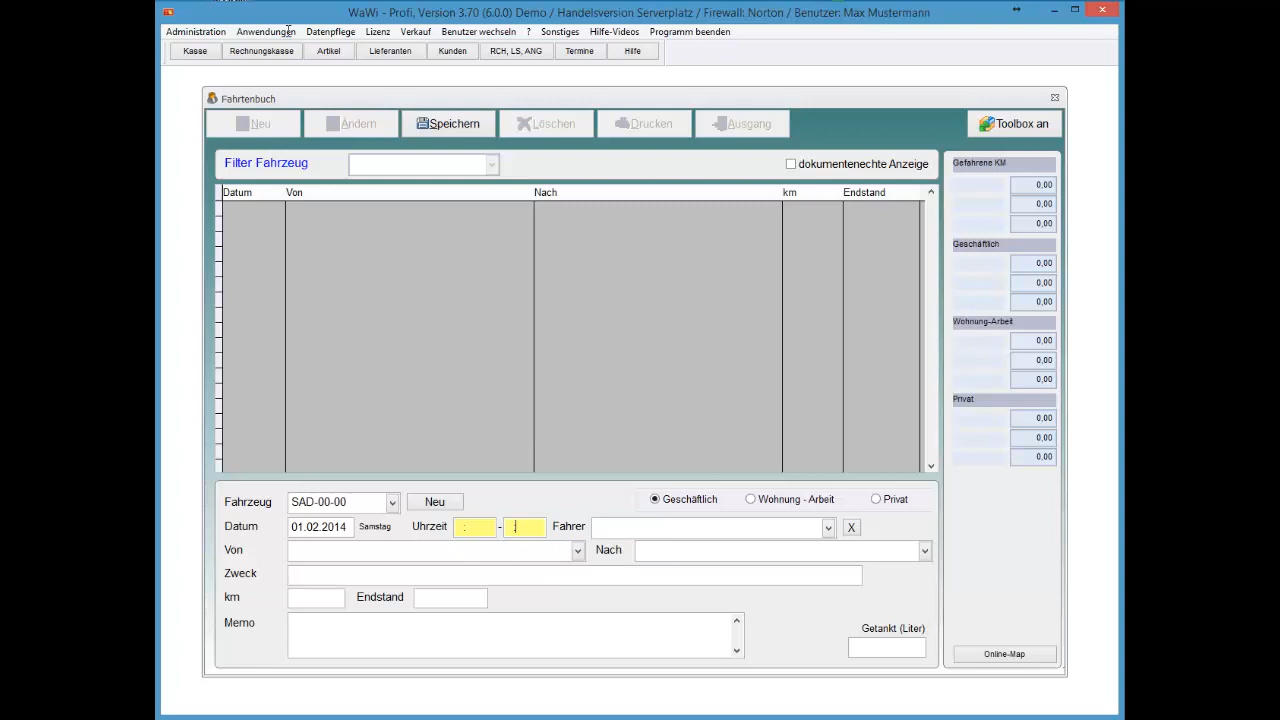 WaWi - Profi, Version 3.70 (6.0.0) Demo / Handelsversion Serverplatz / Firewall: Norton / Benutzer: Max Mustermann
Administration Anwendungen Datenpflege Lizenz Verkauf Benutzer wechseln ? Sonstiges Hilfe-Videos Programm beenden
Kasse Rechnungskasse Artikel Lieferanten Kunden RCH, LS, ANG Termine Hilfe
Fahrtenbuch
Neu Ändern Speichern Löschen Drucken Ausgang Toolbox an
Filter Fahrzeug dokumentenechte Anzeige
Datum Von Nach km Endstand
Gefahrene KM
0,00
0,00
0,00
Geschäftlich
0,00
0,00
0,00
Wohnung-Arbeit
0,00
0,00
0,00
Privat
0,00
0,00
0,00
Fahrzeug SAD-00-00 Neu Geschäftlich Wohnung - Arbeit Privat
Datum 01.02.2014 Samstag Uhrzeit : - : Fahrer X
Von Nach
Zweck
km Endstand
Memo Getankt (Liter)
Online-Map